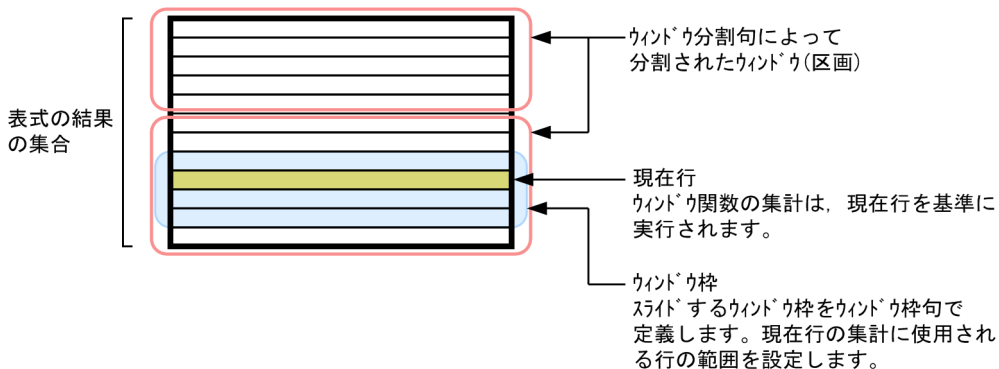 ｳｨﾝﾄﾞｳ分割句によって
分割されたｳｨﾝﾄﾞｳ(区画)
表式の結果
の集合
現在行
ｳｨﾝﾄﾞｳ関数の集計は，現在行を基準に
実行されます。
ｳｨﾝﾄﾞｳ枠
ｽﾗｲﾄﾞするｳｨﾝﾄﾞｳ枠をｳｨﾝﾄﾞｳ枠句で
定義します。現在行の集計に使用され
る行の範囲を設定します。